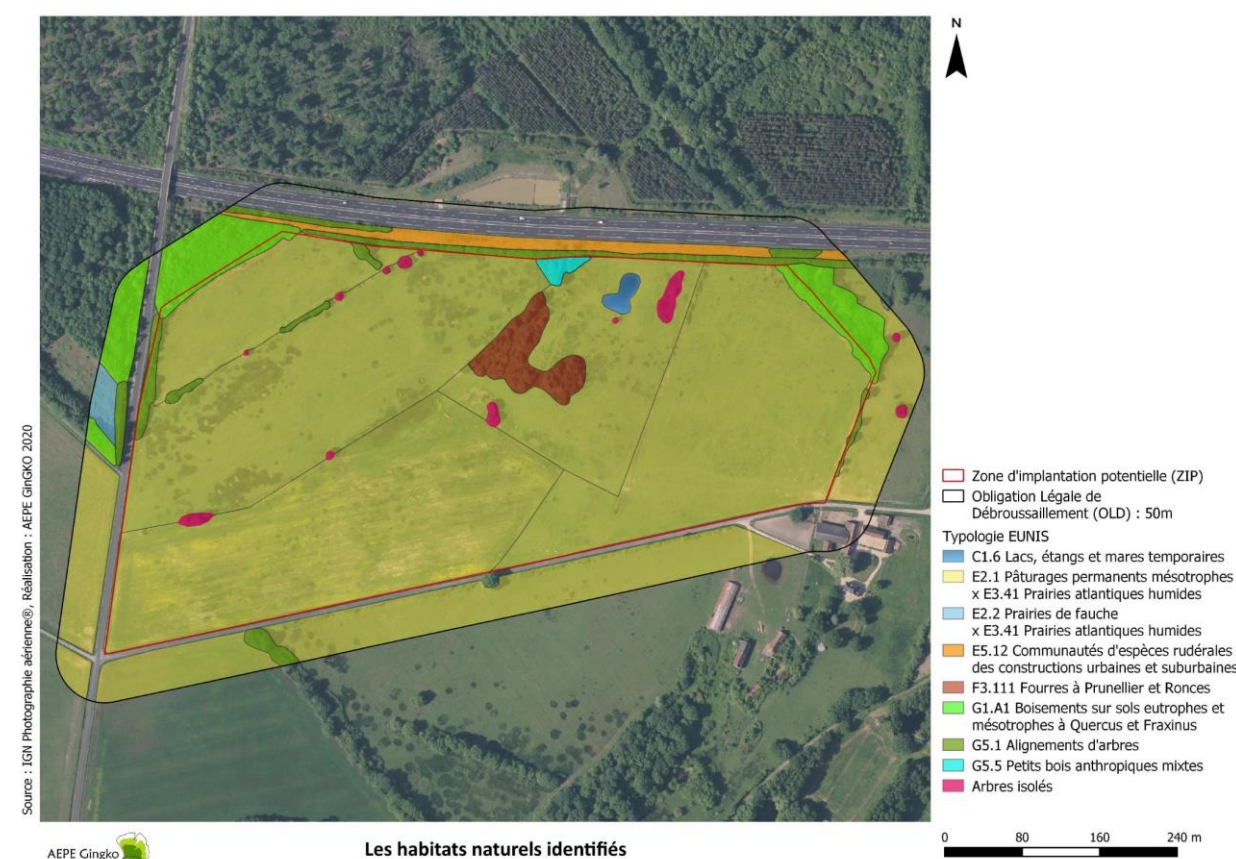 N
Zone d'implantation potentielle (ZIP)
Obligation Légale de
Débroussaillement (OLD) : 50m
Typologie EUNIS
C1.6 Lacs, étangs et mares temporaires
E2.1 Pâturages permanents mésotrophes
x E3.41 Prairies atlantiques humides
E2.2 Prairies de fauche
x E3.41 Prairies atlantiques humides
E5.12 Communautés d'espèces rudérales
des constructions urbaines et suburbaines
F3.111 Fourres à Prunellier et Ronces
G1.A1 Boisements sur sols eutrophes et
mésotrophes à Quercus et Fraxinus
G5.1 Alignements d'arbres
G5.5 Petits bois anthropiques mixtes
Arbres isolés
0 80 160 240 m
Source : IGN Photographie aérienne®, Réalisation : AEPE GinGKO 2020
AEPE Gingko
Les habitats naturels identifiés